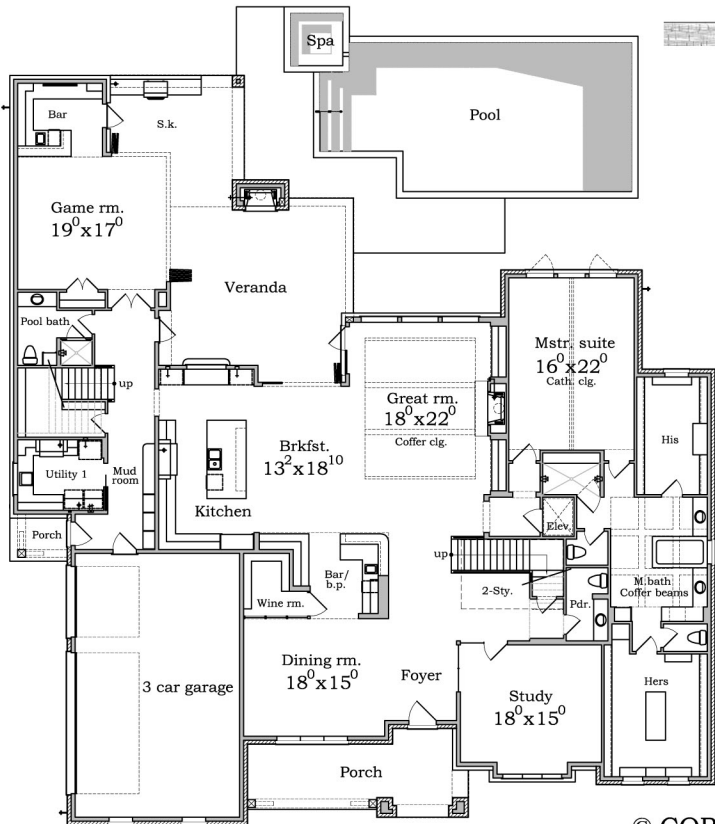 Spa
Pool
Bar
S.k.
Game rm.
19⁰x17⁰
Veranda
Pool bath
up
Mstr. suite
16⁰x22⁰
Cath. clg.
Great rm.
18⁰x22⁰
Coffer clg.
His
Brkfst.
13²x18¹⁰
Utility 1
Mud
room
Kitchen
Elev.
Porch
up
Bar/
b.p.
2-Sty.
Wine rm.
Pdr.
M.bath
Coffer beams
Dining rm.
18⁰x15⁰
Foyer
3 car garage
Study
18⁰x15⁰
Hers
Porch
© COP